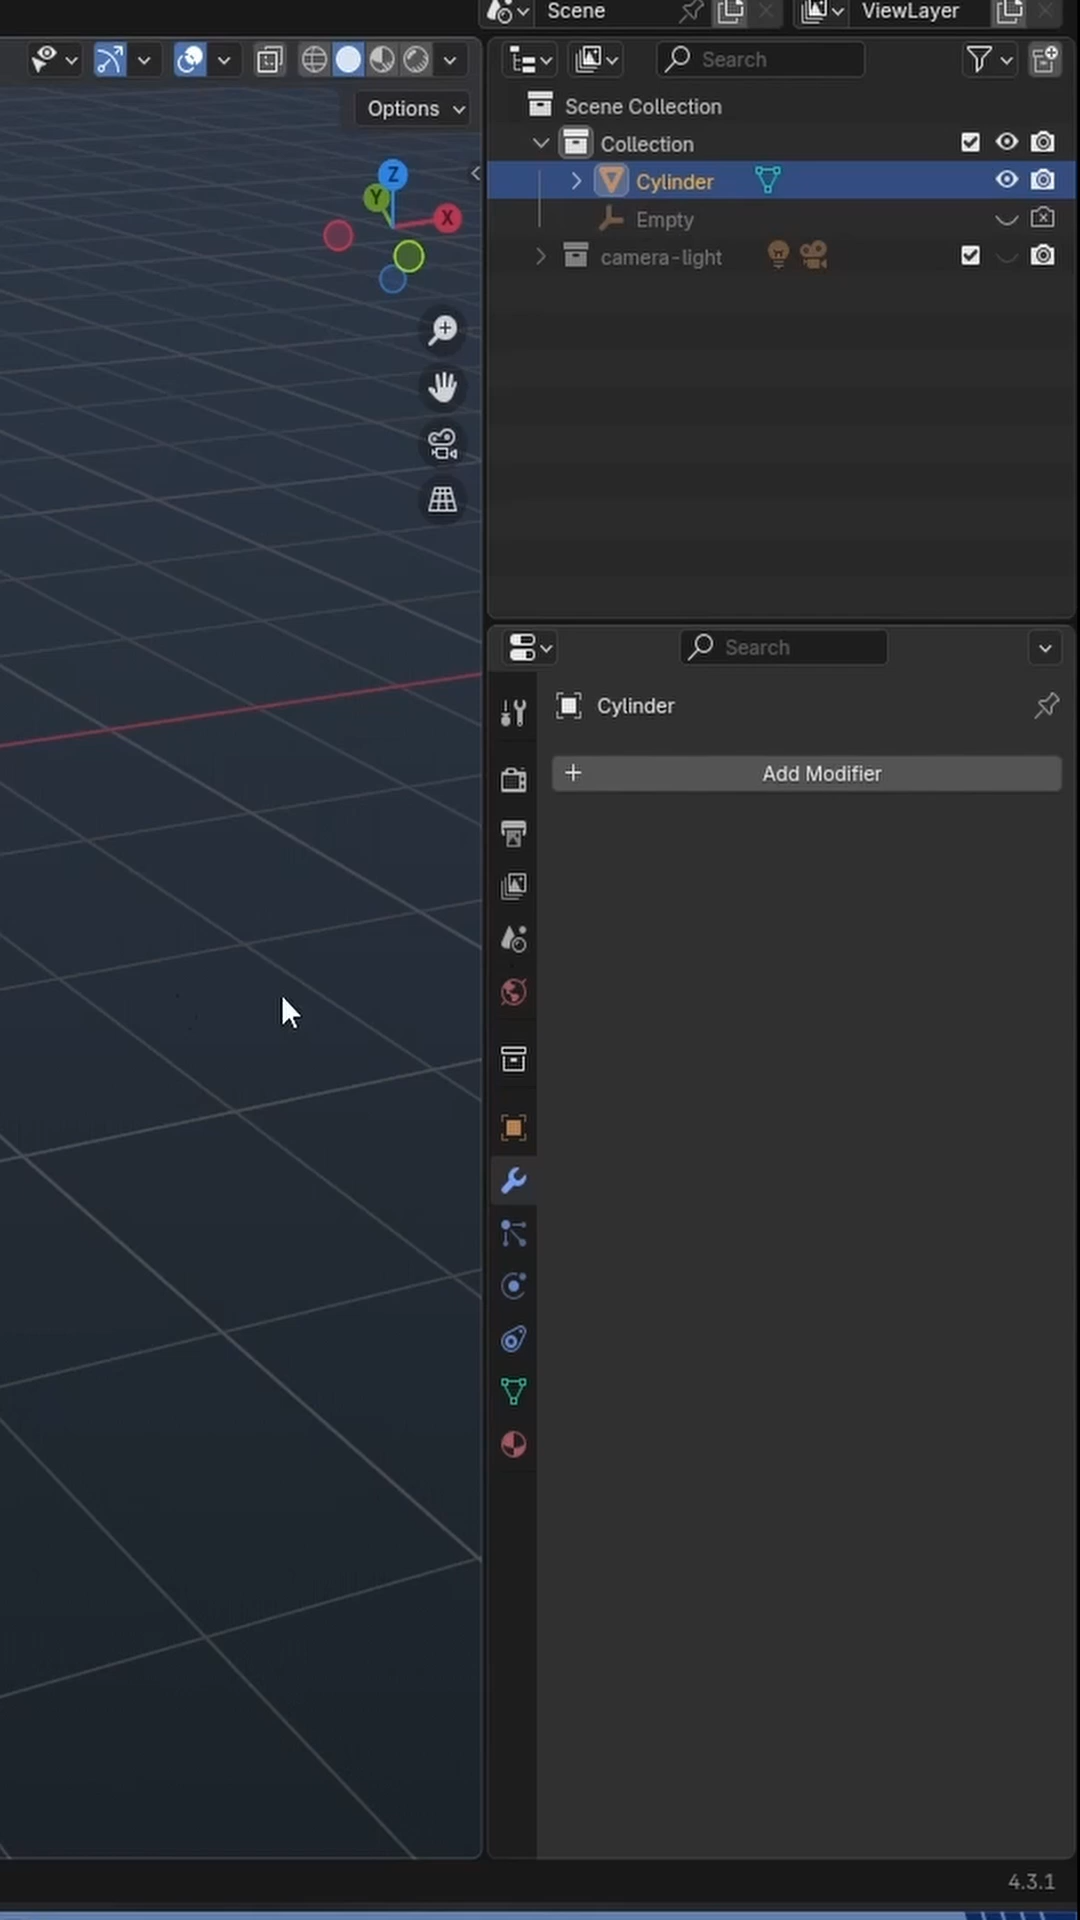 Scene
ViewLayer
Search
Options
Scene Collection
Collection
Cylinder
Empty
camera-light
Z
Y
X
Search
Cylinder
+ Add Modifier
4.3.1